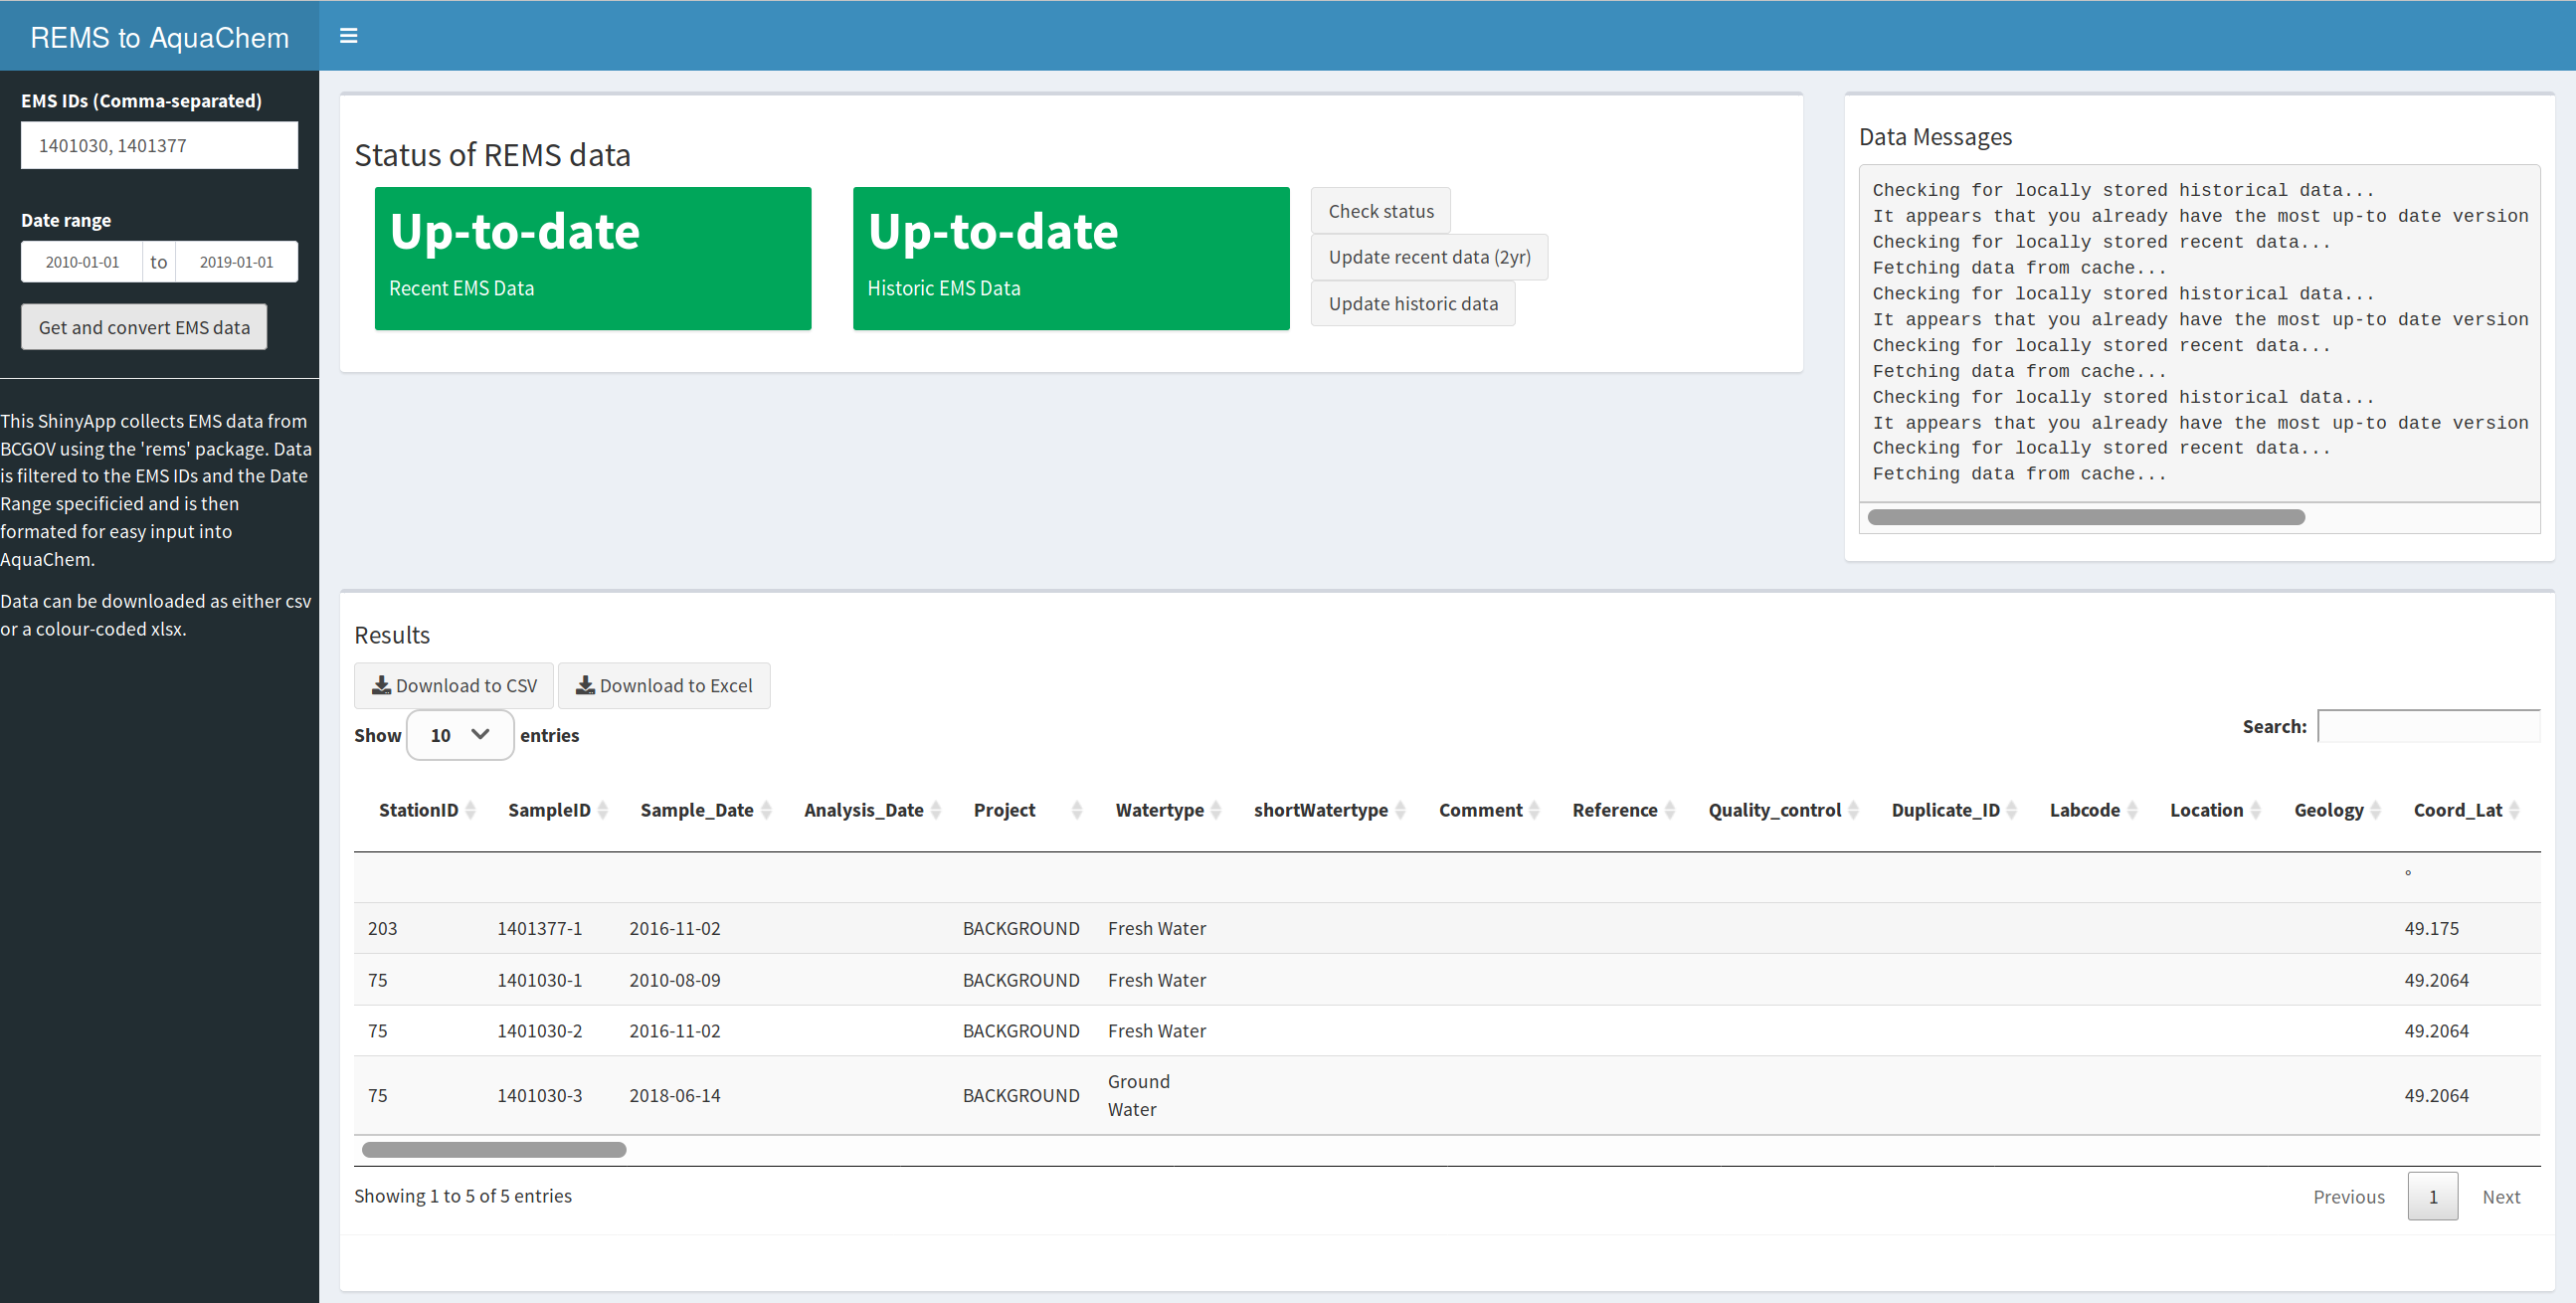 REMS to AquaChem
EMS IDs (Comma-separated)
1401030, 1401377
Date range
2010-01-01 to 2019-01-01
Get and convert EMS data
This ShinyApp collects EMS data from
BCGOV using the 'rems' package. Data
is filtered to the EMS IDs and the Date
Range specificied and is then
formated for easy input into
AquaChem.
Data can be downloaded as either csv
or a colour-coded xlsx.
Status of REMS data
Up-to-date
Recent EMS Data
Up-to-date
Historic EMS Data
Check status
Update recent data (2yr)
Update historic data
Data Messages
Checking for locally stored historical data...
It appears that you already have the most up-to date version
Checking for locally stored recent data...
Fetching data from cache...
Checking for locally stored historical data...
It appears that you already have the most up-to date version
Checking for locally stored recent data...
Fetching data from cache...
Checking for locally stored historical data...
It appears that you already have the most up-to date version
Checking for locally stored recent data...
Fetching data from cache...
Results
Download to CSV Download to Excel
Show 10 entries
Search:
StationID SampleID Sample_Date Analysis_Date Project Watertype shortWatertype Comment Reference Quality_control Duplicate_ID Labcode Location Geology Coord_Lat
°
203 1401377-1 2016-11-02 BACKGROUND Fresh Water 49.175
75 1401030-1 2010-08-09 BACKGROUND Fresh Water 49.2064
75 1401030-2 2016-11-02 BACKGROUND Fresh Water 49.2064
75 1401030-3 2018-06-14 BACKGROUND Ground Water 49.2064
Showing 1 to 5 of 5 entries
Previous 1 Next